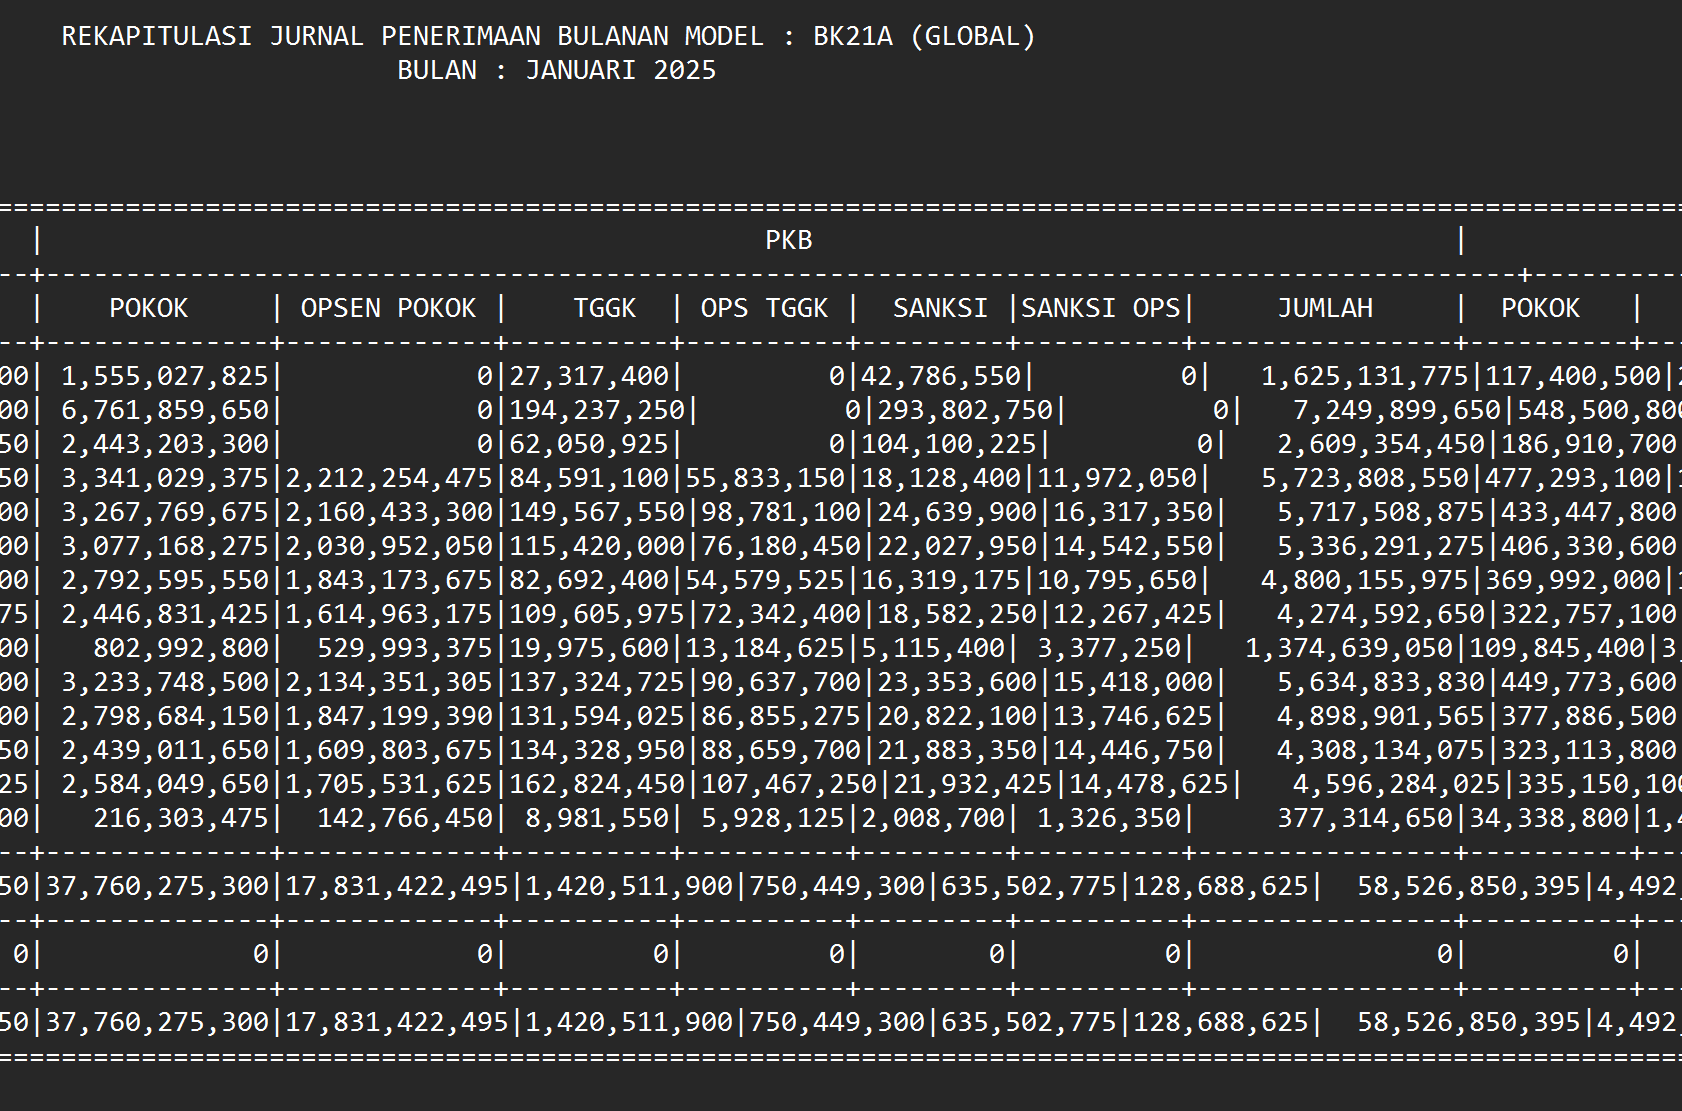 REKAPITULASI JURNAL PENERIMAAN BULANAN MODEL : BK21A (GLOBAL)
BULAN : JANUARI 2025
| PKB |
| POKOK | OPSEN POKOK | TGGK | OPS TGGK | SANKSI |SANKSI OPS| JUMLAH | POKOK |
00| 1,555,027,825| 0|27,317,400| 0|42,786,550| 0| 1,625,131,775|117,400,500|
00| 6,761,859,650| 0|194,237,250| 0|293,802,750| 0| 7,249,899,650|548,500,800
50| 2,443,203,300| 0|62,050,925| 0|104,100,225| 0| 2,609,354,450|186,910,700
50| 3,341,029,375|2,212,254,475|84,591,100|55,833,150|18,128,400|11,972,050| 5,723,808,550|477,293,100|
00| 3,267,769,675|2,160,433,300|149,567,550|98,781,100|24,639,900|16,317,350| 5,717,508,875|433,447,800
00| 3,077,168,275|2,030,952,050|115,420,000|76,180,450|22,027,950|14,542,550| 5,336,291,275|406,330,600
00| 2,792,595,550|1,843,173,675|82,692,400|54,579,525|16,319,175|10,795,650| 4,800,155,975|369,992,000|
75| 2,446,831,425|1,614,963,175|109,605,975|72,342,400|18,582,250|12,267,425| 4,274,592,650|322,757,100
00| 802,992,800| 529,993,375|19,975,600|13,184,625|5,115,400| 3,377,250| 1,374,639,050|109,845,400|3,
00| 3,233,748,500|2,134,351,305|137,324,725|90,637,700|23,353,600|15,418,000| 5,634,833,830|449,773,600
00| 2,798,684,150|1,847,199,390|131,594,025|86,855,275|20,822,100|13,746,625| 4,898,901,565|377,886,500
50| 2,439,011,650|1,609,803,675|134,328,950|88,659,700|21,883,350|14,446,750| 4,308,134,075|323,113,800
25| 2,584,049,650|1,705,531,625|162,824,450|107,467,250|21,932,425|14,478,625| 4,596,284,025|335,150,100
00| 216,303,475| 142,766,450| 8,981,550| 5,928,125|2,008,700| 1,326,350| 377,314,650|34,338,800|1,4
50|37,760,275,300|17,831,422,495|1,420,511,900|750,449,300|635,502,775|128,688,625| 58,526,850,395|4,492,
0| 0| 0| 0| 0| 0| 0| 0| 0|
50|37,760,275,300|17,831,422,495|1,420,511,900|750,449,300|635,502,775|128,688,625| 58,526,850,395|4,492,